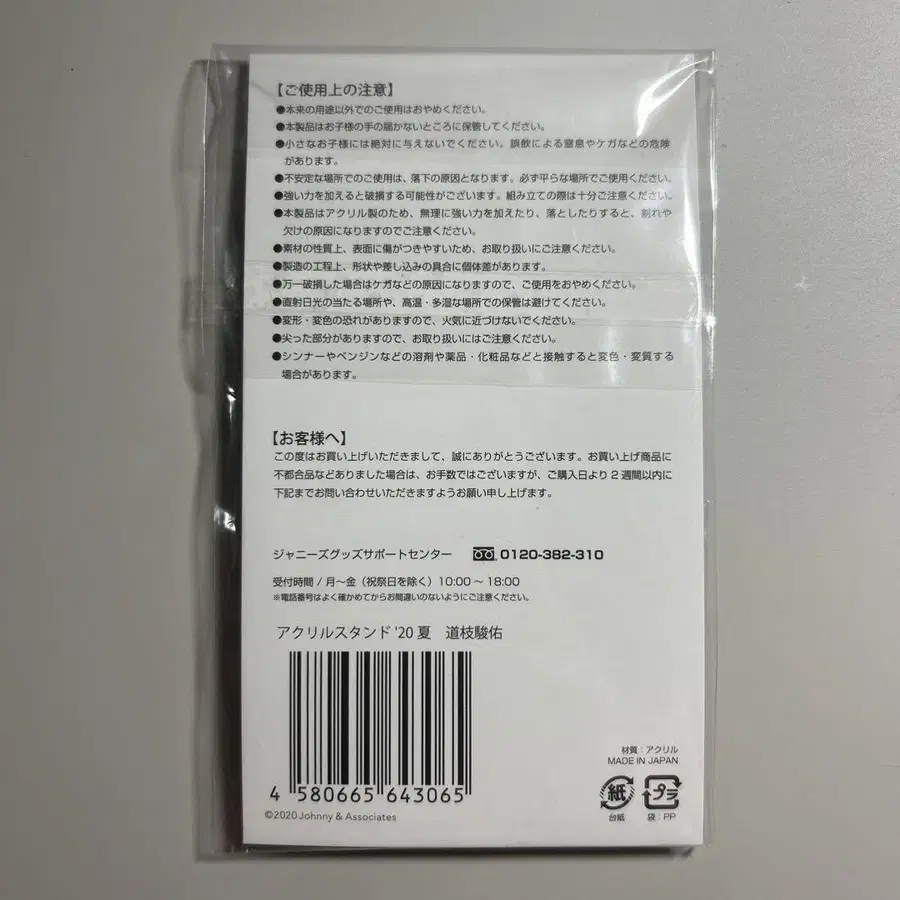 【ご使用上の注意】
●本来の用途以外でのご使用はおやめください。
●本製品はお子様の手の届かないところに保管してください。
●小さなお子様には絶対に与えないでください。誤飲による窒息やケガなどの危険
があります。
●不安定な場所でのご使用は、落下の原因となります。必ず平らな場所でご使用ください。
●強い力を加えると破損する可能性がございます。組み立ての際は十分ご注意ください。
●本製品はアクリル製のため、無理に強い力を加えたり、落としたりすると、割れや
欠けの原因になりますのでご注意ください。
●素材の性質上、表面に傷がつきやすいため、お取り扱いにご注意ください。
●製造の工程上、形状や差し込みの具合に個体差があります。
●万一破損した場合はケガなどの原因になりますので、ご使用をおやめください。
●直射日光の当たる場所や、高温・多湿な場所での保管は避けてください。
●変形・変色の恐れがありますので、火気に近づけないでください。
●尖った部分がありますので、お取り扱いにはご注意ください。
●シンナーやベンジンなどの溶剤や薬品・化粧品などと接触すると変色・変質する
場合があります。
【お客様へ】
この度はお買い上げいただきまして、誠にありがとうございます。お買い上げ商品に
不都合品などありました場合は、お手数ではございますが、ご購入日より2週間以内に
下記までお問い合わせいただきますようお願い申し上げます。
ジャニーズグッズサポートセンター 0120-382-310
受付時間/月~金(祝祭日を除く)10:00~18:00
※電話番号はよく確かめてからお間違いのないようにご注意ください。
アクリルスタンド'20夏 道枝駿佑
4 580665 643065
©2020 Johnny & Associates
材質:アクリル
MADE IN JAPAN
紙 プラ
台紙 袋:PP